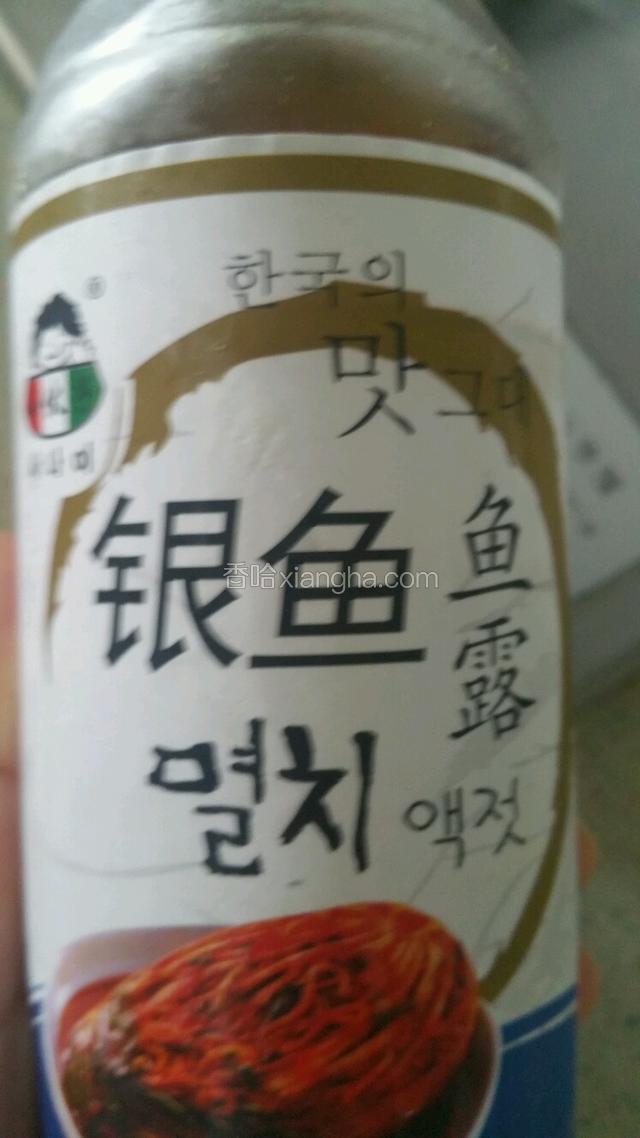 한국의
맛 그대
银鱼
鱼露
香哈xiangha.com
멸치 액젓